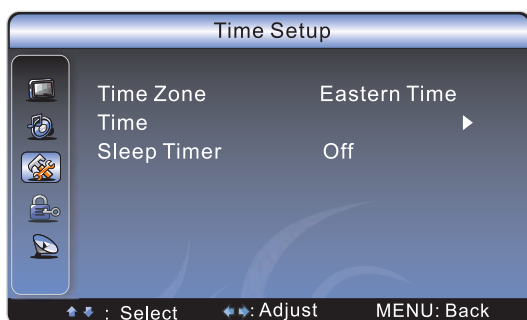 Time Setup
Time Zone Eastern Time
Time
Sleep Timer Off
: Select : Adjust MENU: Back